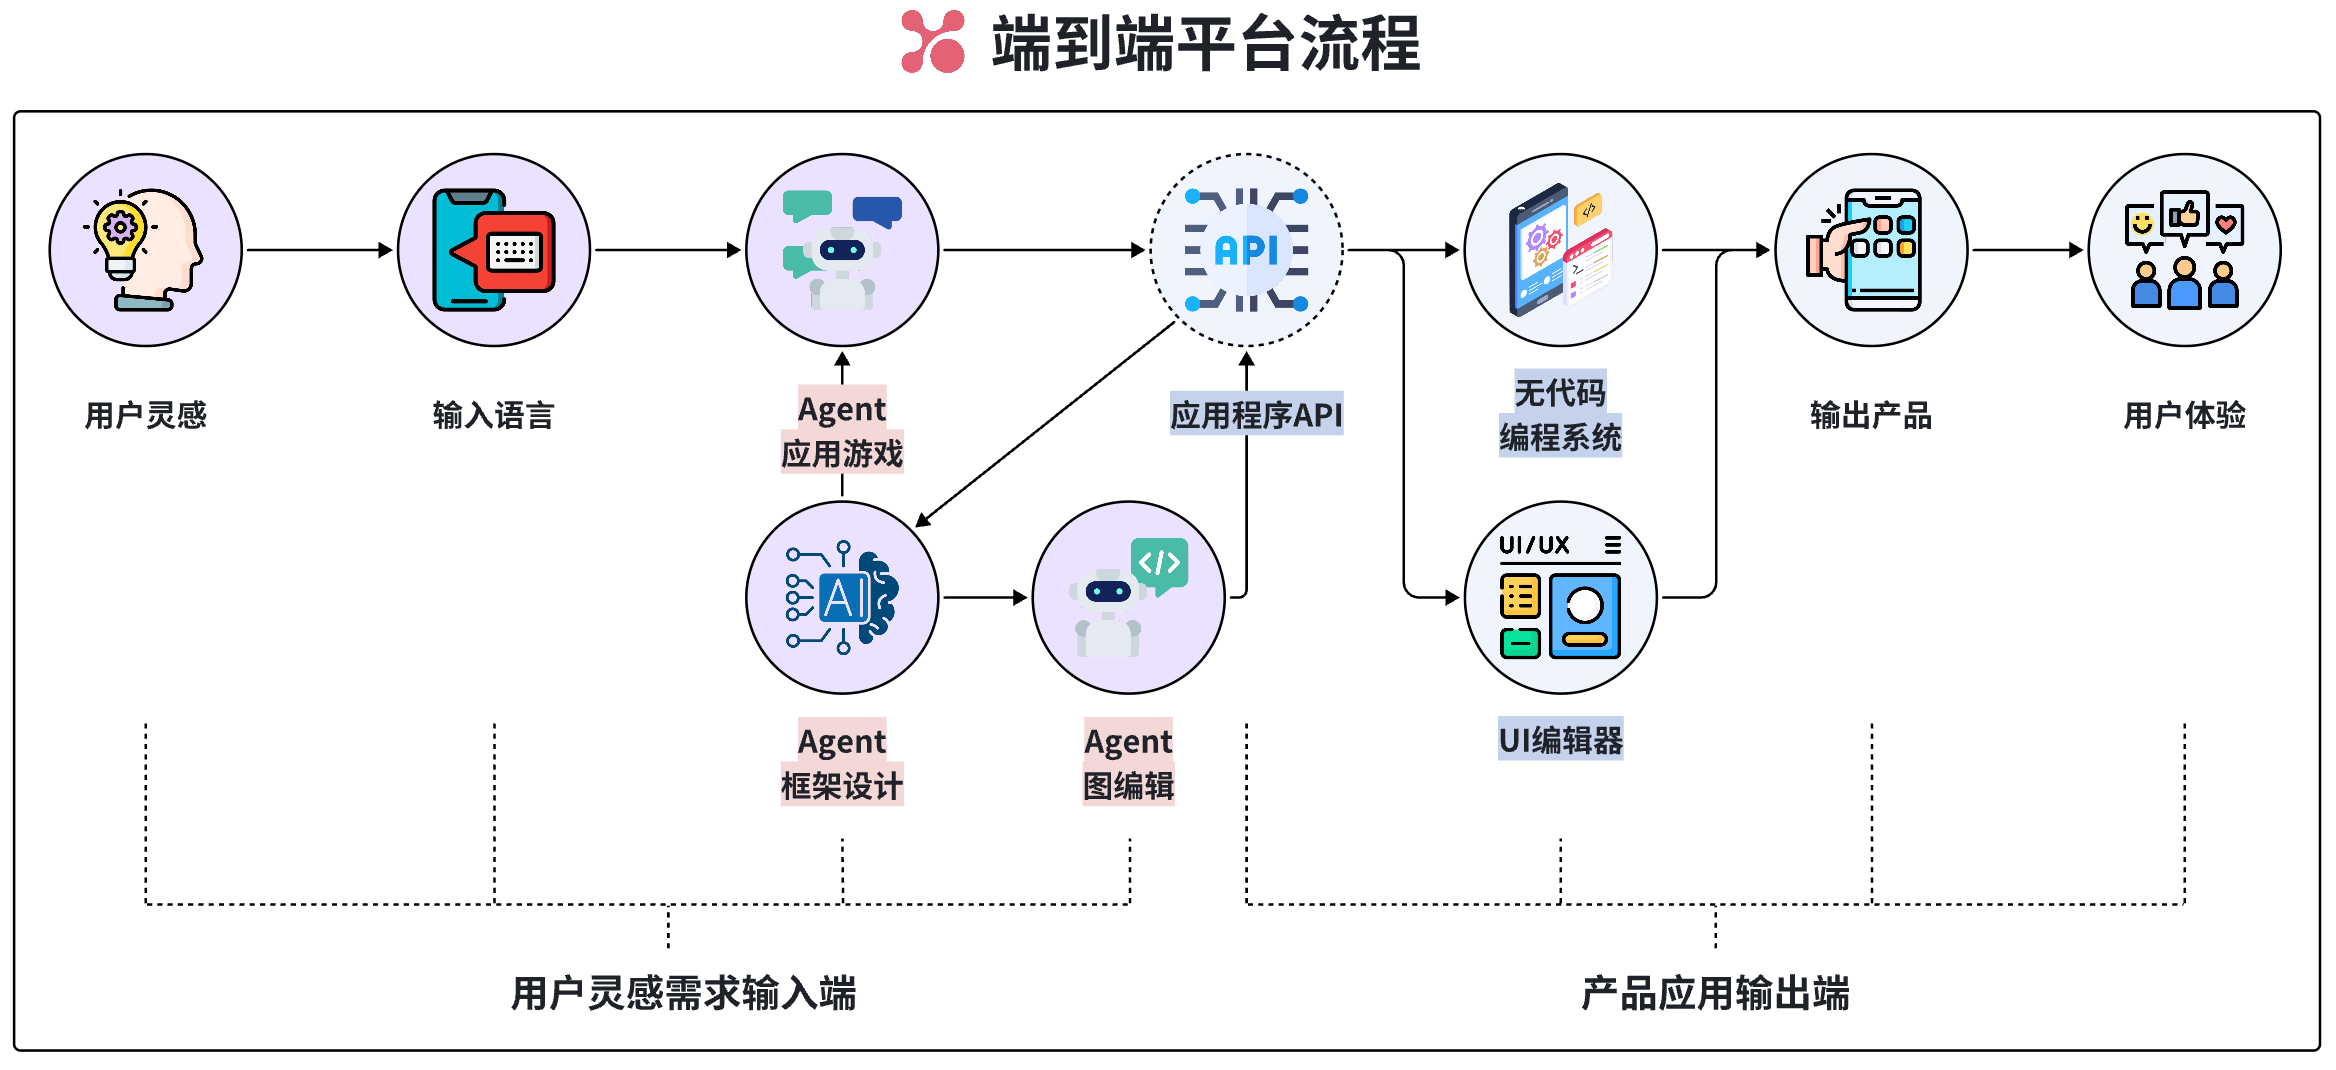 端到端平台流程
API
用户灵感
输入语言
Agent
应用游戏
应用程序API
无代码
编程系统
输出产品
用户体验
AI
</>
UI/UX
Agent
框架设计
Agent
图编辑
UI编辑器
用户灵感需求输入端
产品应用输出端